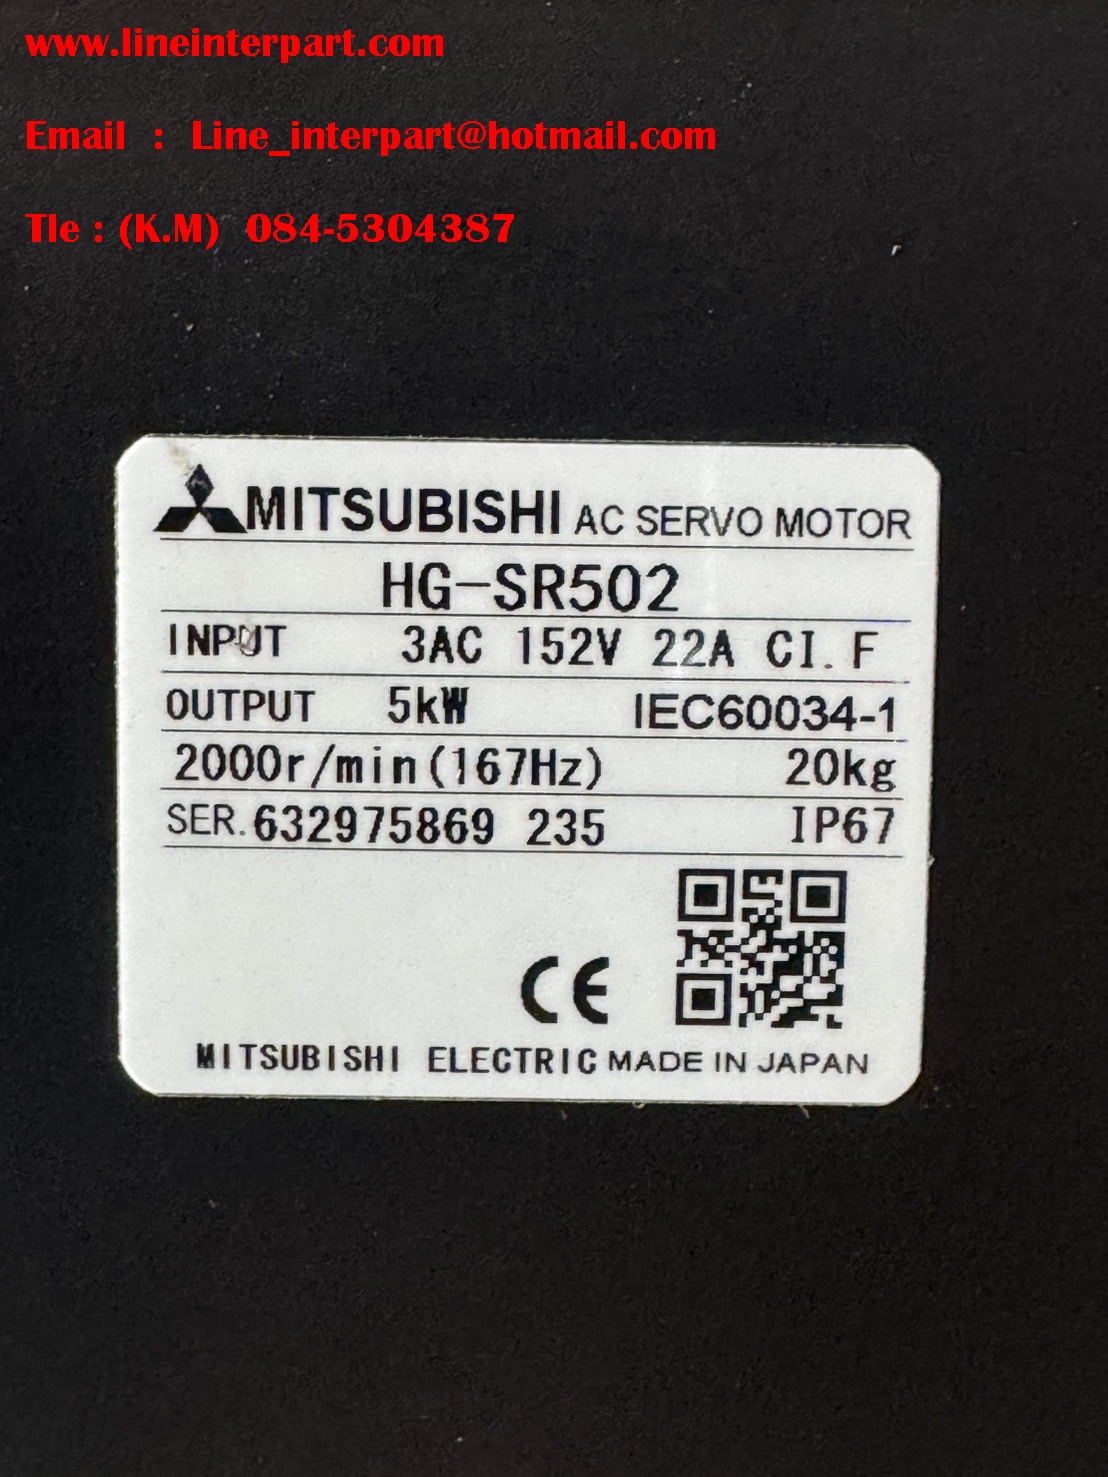 www.lineinterpart.com
Email : Line_interpart@hotmail.com
Tle : (K.M) 084-5304387
MITSUBISHI AC SERVO MOTOR
HG-SR502
INPUT 3AC 152V 22A CI.F
OUTPUT 5kW IEC60034-1
2000r/min(167Hz) 20kg
SER.632975869 235 IP67
CE
MITSUBISHI ELECTRIC MADE IN JAPAN